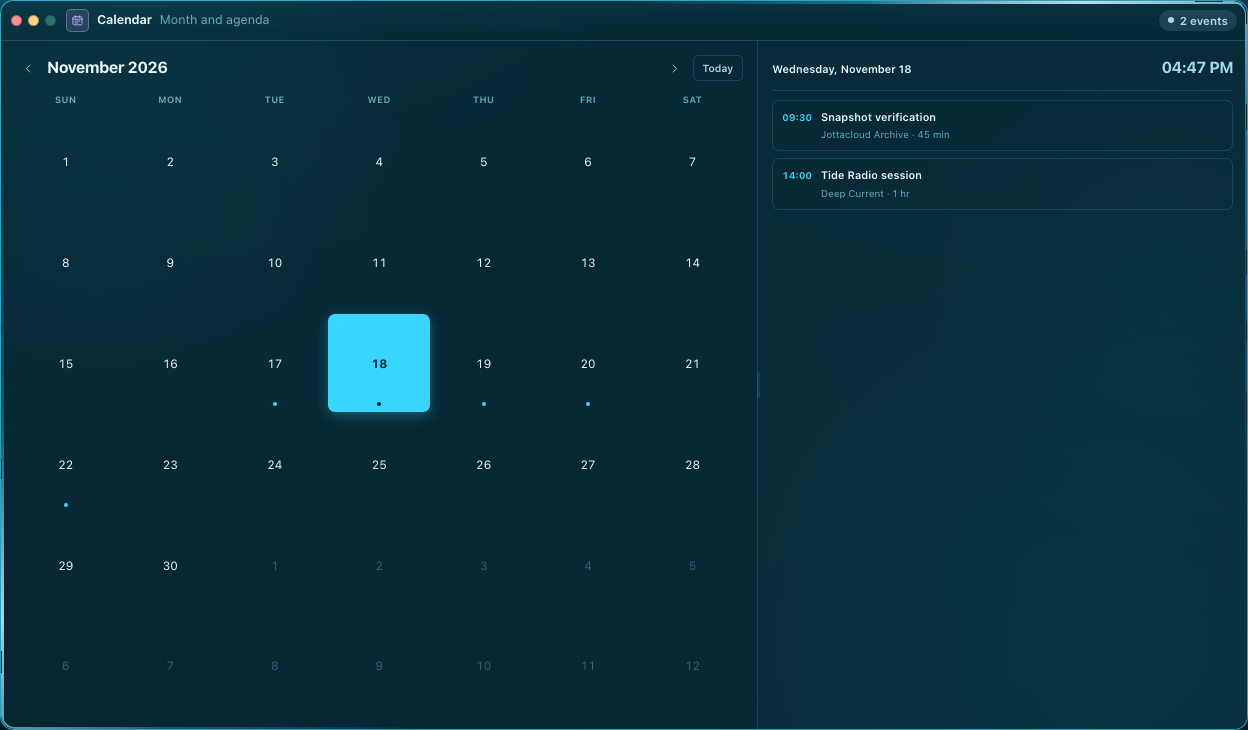 Calendar Month and agenda
2 events
November 2026
Today
SUN MON TUE WED THU FRI SAT
1 2 3 4 5 6 7
8 9 10 11 12 13 14
15 16 17 18 19 20 21
22 23 24 25 26 27 28
29 30 1 2 3 4 5
6 7 8 9 10 11 12
Wednesday, November 18
04:47 PM
09:30 Snapshot verification
Jottacloud Archive · 45 min
14:00 Tide Radio session
Deep Current · 1 hr